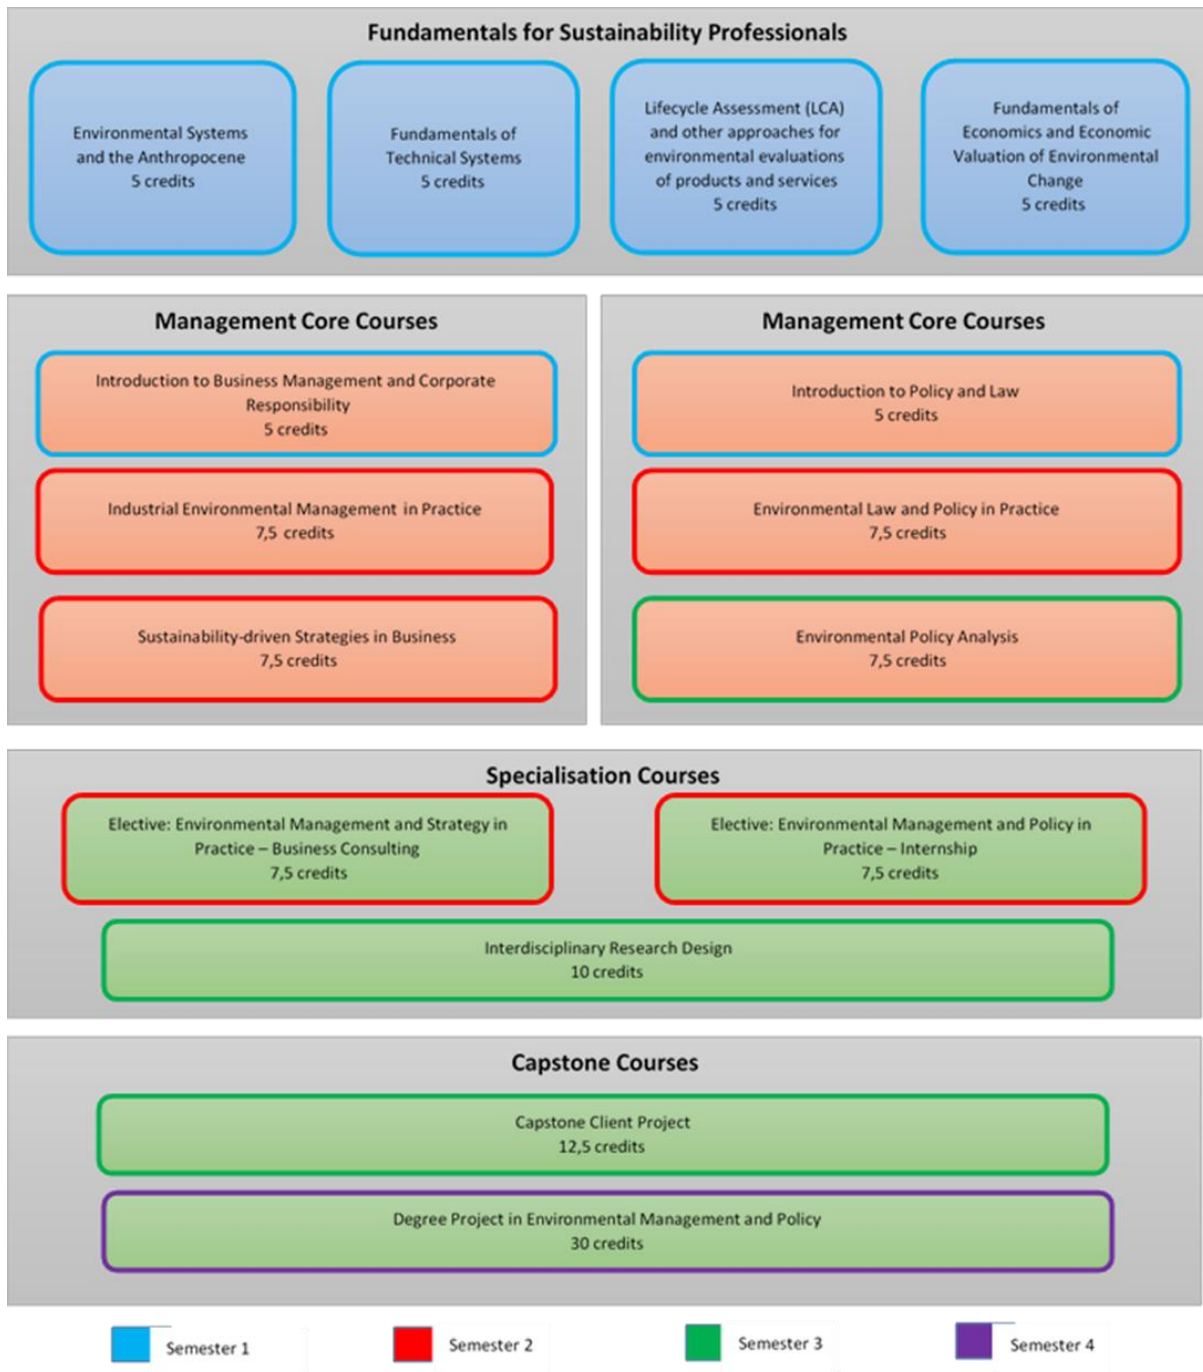 Fundamentals for Sustainability Professionals
Environmental Systems
and the Anthropocene
5 credits
Fundamentals of
Technical Systems
5 credits
Lifecycle Assessment (LCA)
and other approaches for
environmental evaluations
of products and services
5 credits
Fundamentals of
Economics and Economic
Valuation of Environmental
Change
5 credits
Management Core Courses
Introduction to Business Management and Corporate
Responsibility
5 credits
Industrial Environmental Management in Practice
7,5 credits
Sustainability-driven Strategies in Business
7,5 credits
Management Core Courses
Introduction to Policy and Law
5 credits
Environmental Law and Policy in Practice
7,5 credits
Environmental Policy Analysis
7,5 credits
Specialisation Courses
Elective: Environmental Management and Strategy in
Practice – Business Consulting
7,5 credits
Elective: Environmental Management and Policy in
Practice – Internship
7,5 credits
Interdisciplinary Research Design
10 credits
Capstone Courses
Capstone Client Project
12,5 credits
Degree Project in Environmental Management and Policy
30 credits
Semester 1
Semester 2
Semester 3
Semester 4